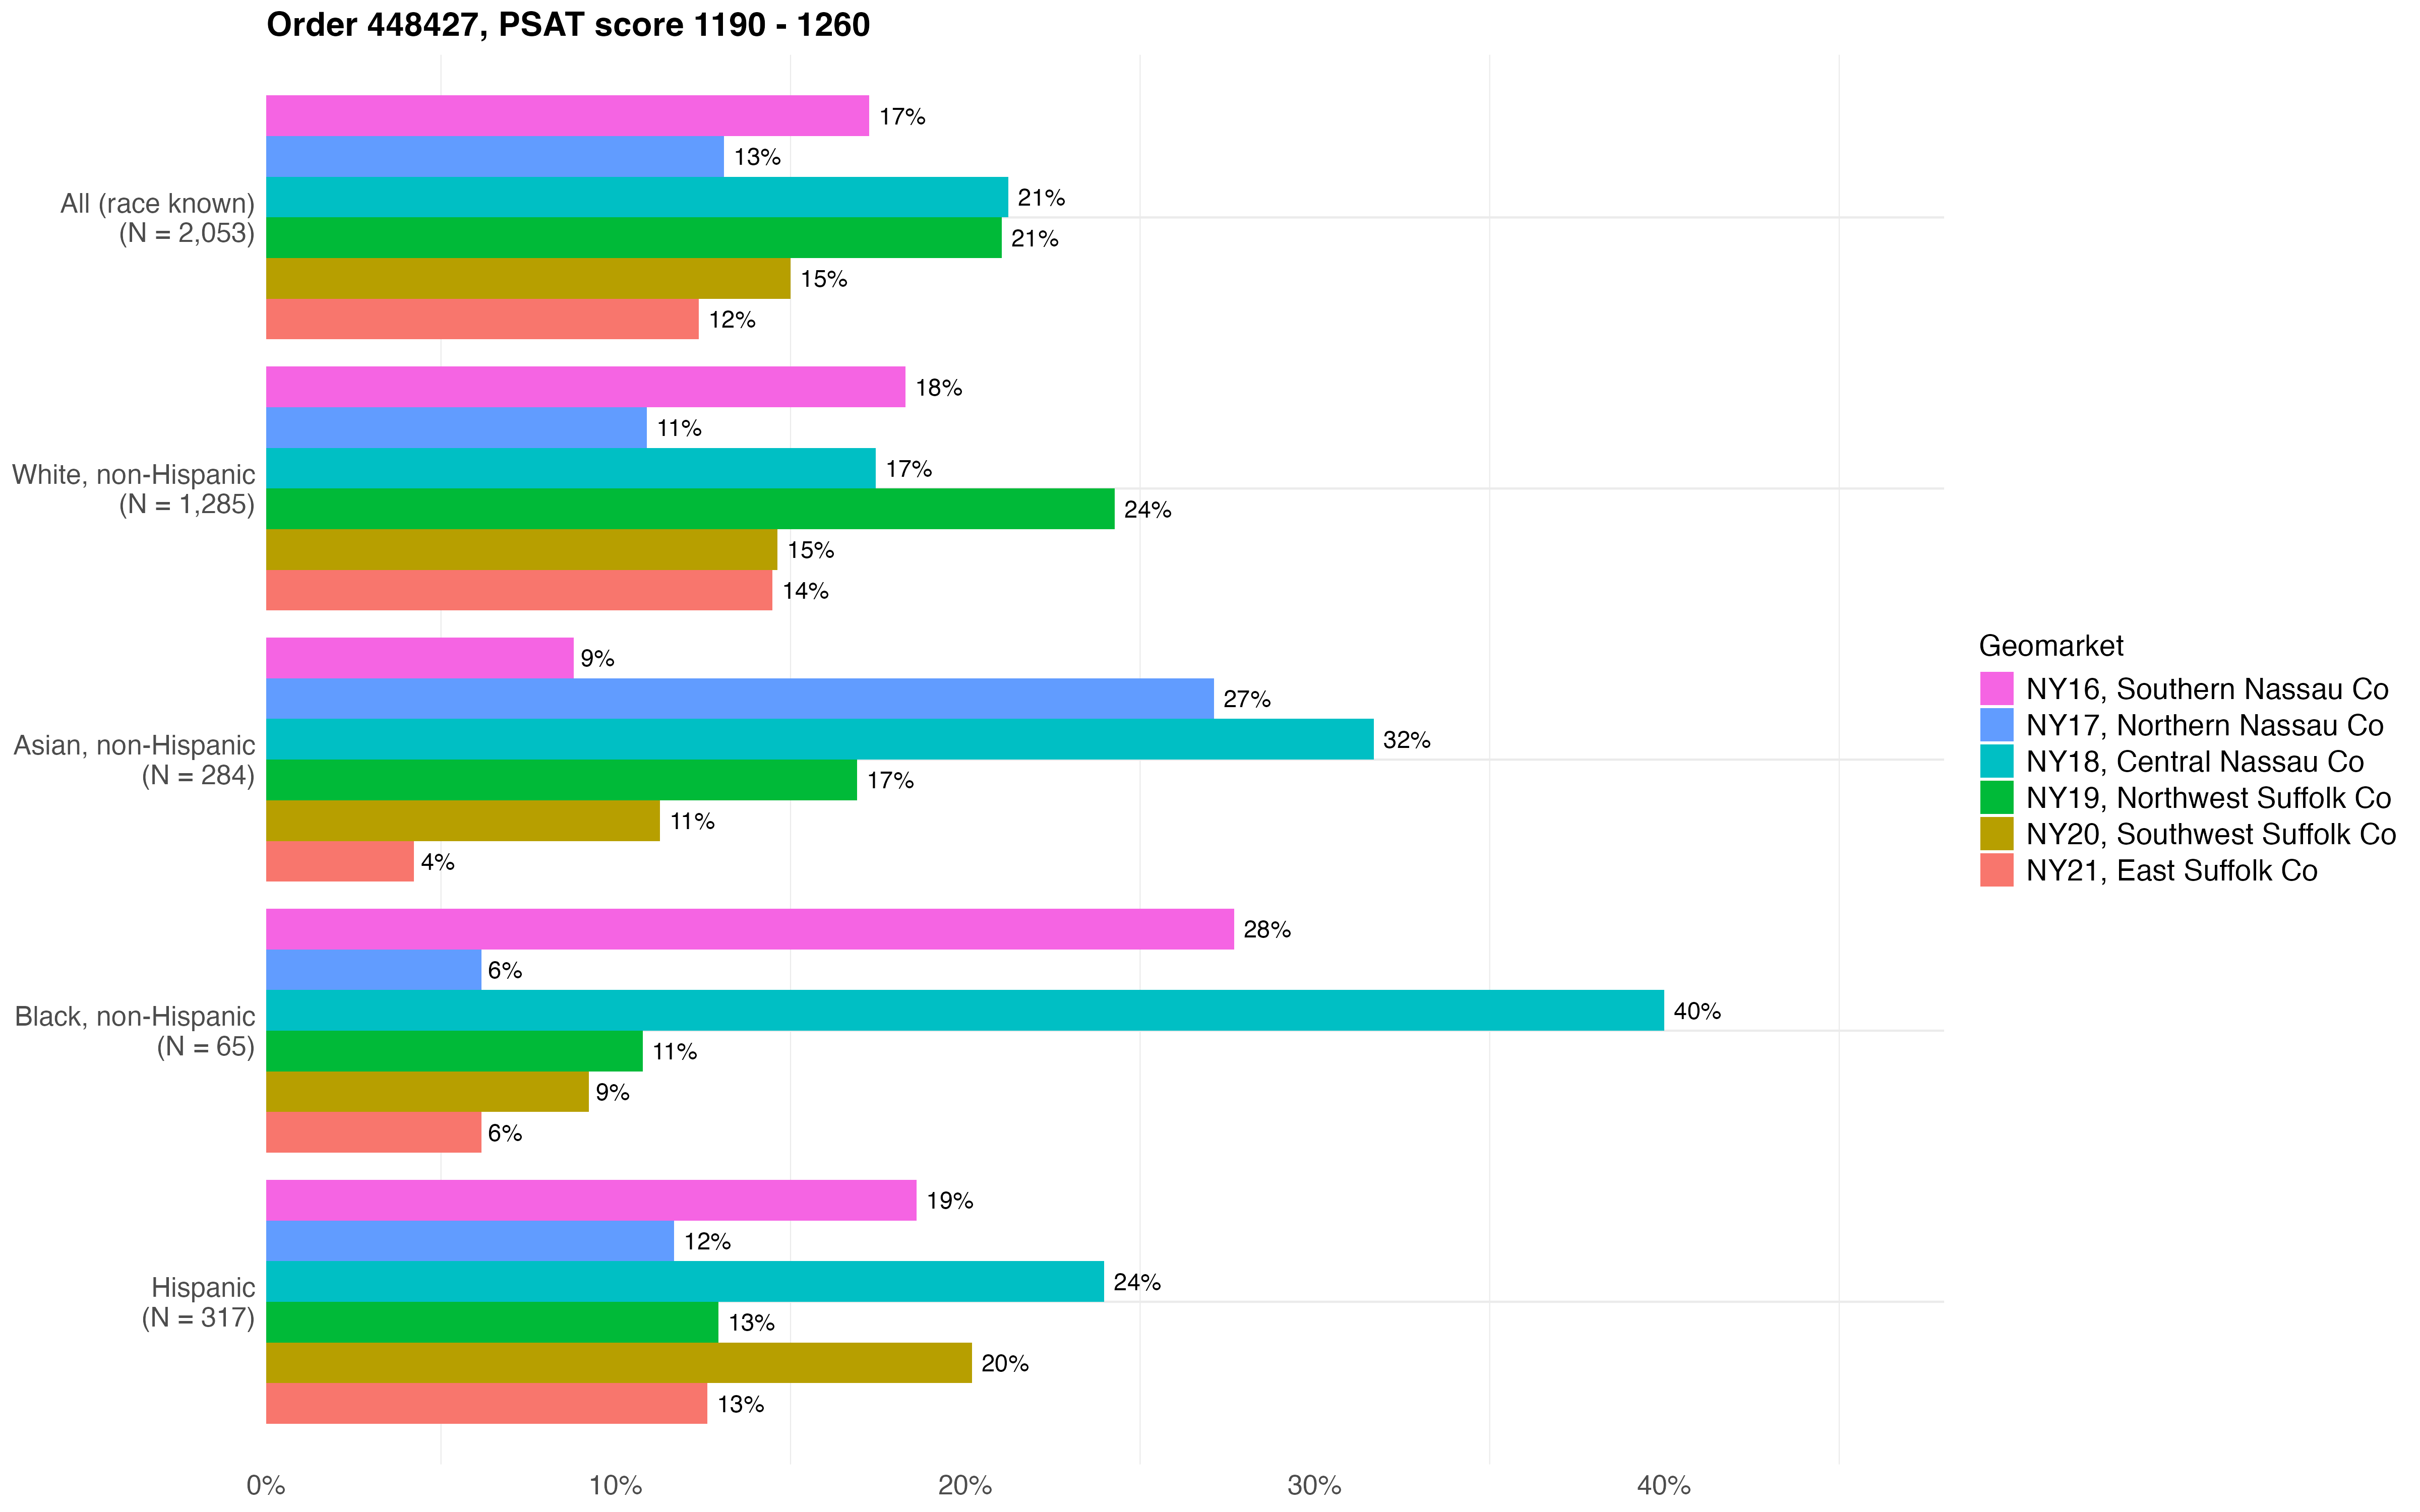 Order 448427, PSAT score 1190 - 1260
All (race known)
(N = 2,053)
17%
13%
21%
21%
15%
12%
White, non-Hispanic
(N = 1,285)
18%
11%
17%
24%
15%
14%
Asian, non-Hispanic
(N = 284)
9%
27%
32%
17%
11%
4%
Black, non-Hispanic
(N = 65)
28%
6%
40%
11%
9%
6%
Hispanic
(N = 317)
19%
12%
24%
13%
20%
13%
0% 10% 20% 30% 40%
Geomarket
NY16, Southern Nassau Co
NY17, Northern Nassau Co
NY18, Central Nassau Co
NY19, Northwest Suffolk Co
NY20, Southwest Suffolk Co
NY21, East Suffolk Co